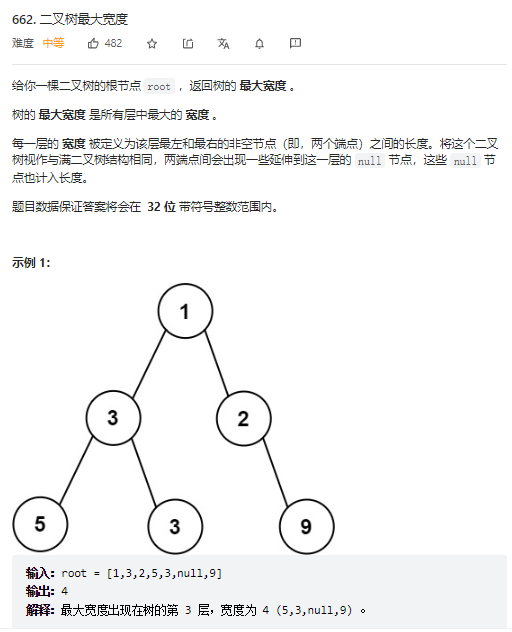 662. 二叉树最大宽度
难度 中等 482
给你一棵二叉树的根节点 root ，返回树的 最大宽度 。
树的 最大宽度 是所有层中最大的 宽度 。
每一层的 宽度 被定义为该层最左和最右的非空节点（即，两个端点）之间的长度。将这个二叉
树视作与满二叉树结构相同，两端点间会出现一些延伸到这一层的 null 节点，这些 null 节
点也计入长度。
题目数据保证答案将会在 32 位 带符号整数范围内。
示例 1：
1
3 2
5 3 9
输入：root = [1,3,2,5,3,null,9]
输出：4
解释：最大宽度出现在树的第 3 层，宽度为 4 (5,3,null,9) 。